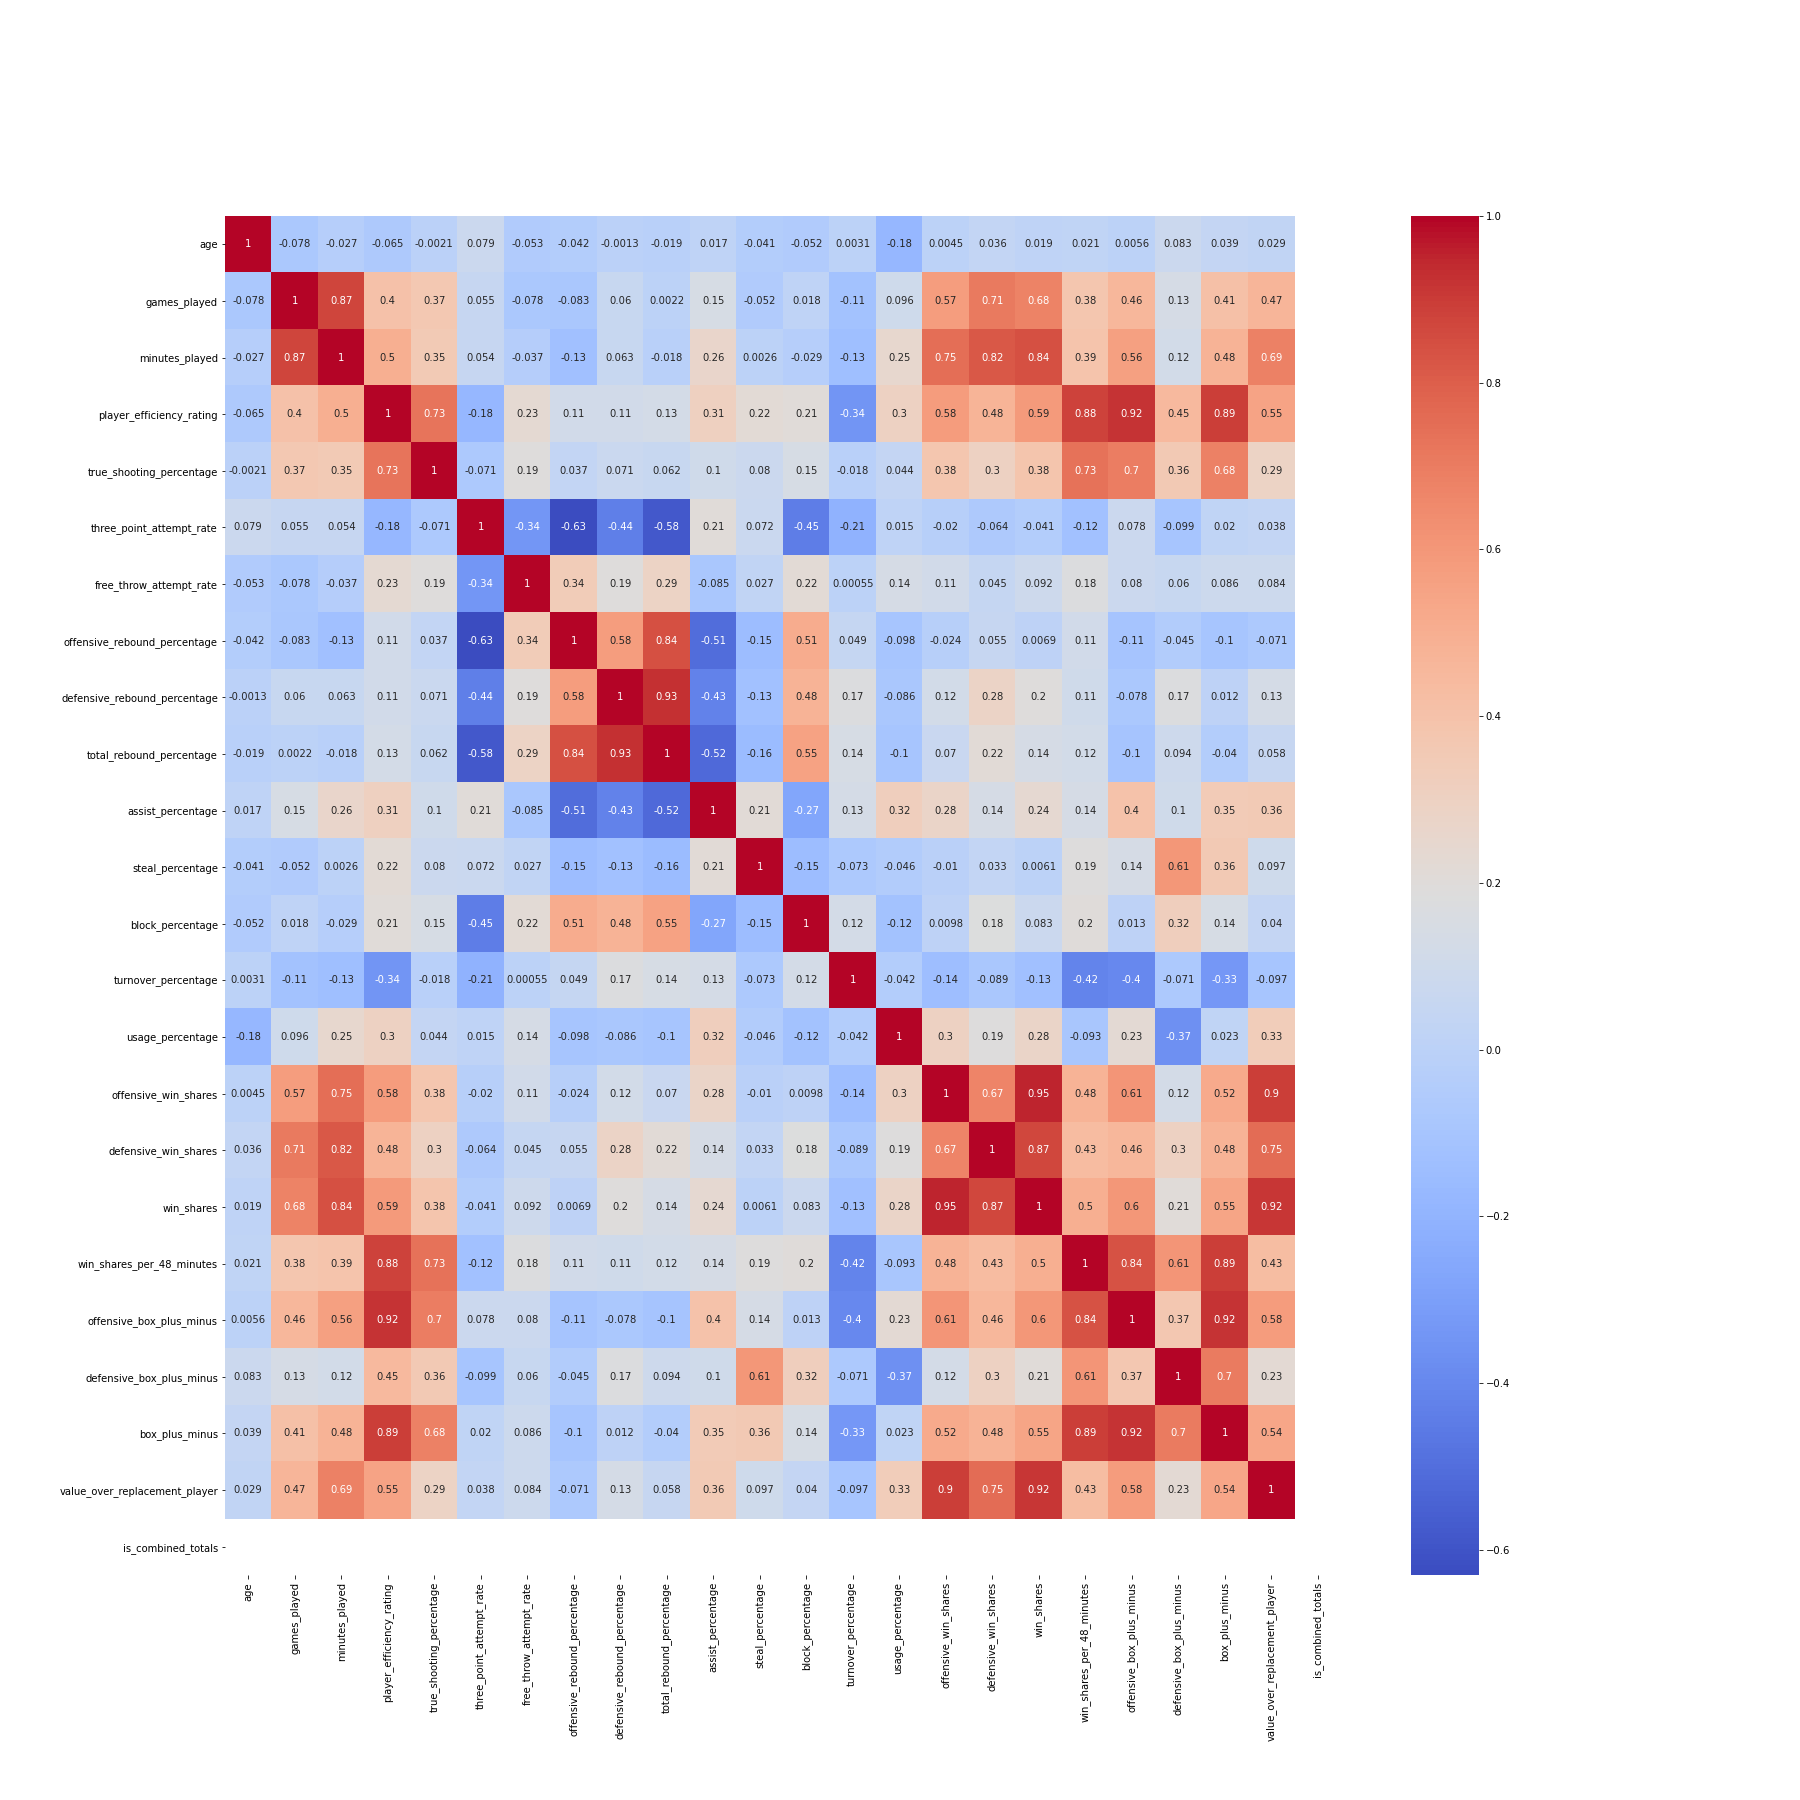 age 1 -0.078 -0.027 -0.065 -0.0021 0.079 -0.053 -0.042 -0.0013 -0.019 0.017 -0.041 -0.052 0.0031 -0.18 0.0045 0.036 0.019 0.021 0.0056 0.083 0.039 0.029
games_played -0.078 1 0.87 0.4 0.37 0.055 -0.078 -0.083 0.06 0.0022 0.15 -0.052 0.018 -0.11 0.096 0.57 0.71 0.68 0.38 0.46 0.13 0.41 0.47
minutes_played -0.027 0.87 1 0.5 0.35 0.054 -0.037 -0.13 0.063 -0.018 0.26 0.0026 -0.029 -0.13 0.25 0.75 0.82 0.84 0.39 0.56 0.12 0.48 0.69
player_efficiency_rating -0.065 0.4 0.5 1 0.73 -0.18 0.23 0.11 0.11 0.13 0.31 0.22 0.21 -0.34 0.3 0.58 0.48 0.59 0.88 0.92 0.45 0.89 0.55
true_shooting_percentage -0.0021 0.37 0.35 0.73 1 -0.071 0.19 0.037 0.071 0.062 0.1 0.08 0.15 -0.018 0.044 0.38 0.3 0.38 0.73 0.7 0.36 0.68 0.29
three_point_attempt_rate 0.079 0.055 0.054 -0.18 -0.071 1 -0.34 -0.63 -0.44 -0.58 0.21 0.072 -0.45 -0.21 0.015 -0.02 -0.064 -0.041 -0.12 0.078 -0.099 0.02 0.038
free_throw_attempt_rate -0.053 -0.078 -0.037 0.23 0.19 -0.34 1 0.34 0.19 0.29 -0.085 0.027 0.22 0.00055 0.14 0.11 0.045 0.092 0.18 0.08 0.06 0.086 0.084
offensive_rebound_percentage -0.042 -0.083 -0.13 0.11 0.037 -0.63 0.34 1 0.58 0.84 -0.51 -0.15 0.51 0.049 -0.098 -0.024 0.055 0.0069 0.11 -0.11 -0.045 -0.1 -0.071
defensive_rebound_percentage -0.0013 0.06 0.063 0.11 0.071 -0.44 0.19 0.58 1 0.93 -0.43 -0.13 0.48 0.17 -0.086 0.12 0.28 0.2 0.11 -0.078 0.17 0.012 0.13
total_rebound_percentage -0.019 0.0022 -0.018 0.13 0.062 -0.58 0.29 0.84 0.93 1 -0.52 -0.16 0.55 0.14 -0.1 0.07 0.22 0.14 0.12 -0.1 0.094 -0.04 0.058
assist_percentage 0.017 0.15 0.26 0.31 0.1 0.21 -0.085 -0.51 -0.43 -0.52 1 0.21 -0.27 0.13 0.32 0.28 0.14 0.24 0.14 0.4 0.1 0.35 0.36
steal_percentage -0.041 -0.052 0.0026 0.22 0.08 0.072 0.027 -0.15 -0.13 -0.16 0.21 1 -0.15 -0.073 -0.046 -0.01 0.033 0.0061 0.19 0.14 0.61 0.36 0.097
block_percentage -0.052 0.018 -0.029 0.21 0.15 -0.45 0.22 0.51 0.48 0.55 -0.27 -0.15 1 0.12 -0.12 0.0098 0.18 0.083 0.2 0.013 0.32 0.14 0.04
turnover_percentage 0.0031 -0.11 -0.13 -0.34 -0.018 -0.21 0.00055 0.049 0.17 0.14 0.13 -0.073 0.12 1 -0.042 -0.14 -0.089 -0.13 -0.42 -0.4 -0.071 -0.33 -0.097
usage_percentage -0.18 0.096 0.25 0.3 0.044 0.015 0.14 -0.098 -0.086 -0.1 0.32 -0.046 -0.12 -0.042 1 0.3 0.19 0.28 -0.093 0.23 -0.37 0.023 0.33
offensive_win_shares 0.0045 0.57 0.75 0.58 0.38 -0.02 0.11 -0.024 0.12 0.07 0.28 -0.01 0.0098 -0.14 0.3 1 0.67 0.95 0.48 0.61 0.12 0.52 0.9
defensive_win_shares 0.036 0.71 0.82 0.48 0.3 -0.064 0.045 0.055 0.28 0.22 0.14 0.033 0.18 -0.089 0.19 0.67 1 0.87 0.43 0.46 0.3 0.48 0.75
win_shares 0.019 0.68 0.84 0.59 0.38 -0.041 0.092 0.0069 0.2 0.14 0.24 0.0061 0.083 -0.13 0.28 0.95 0.87 1 0.5 0.6 0.21 0.55 0.92
win_shares_per_48_minutes 0.021 0.38 0.39 0.88 0.73 -0.12 0.18 0.11 0.11 0.12 0.14 0.19 0.2 -0.42 -0.093 0.48 0.43 0.5 1 0.84 0.61 0.89 0.43
offensive_box_plus_minus 0.0056 0.46 0.56 0.92 0.7 0.078 0.08 -0.11 -0.078 -0.1 0.4 0.14 0.013 -0.4 0.23 0.61 0.46 0.6 0.84 1 0.37 0.92 0.58
defensive_box_plus_minus 0.083 0.13 0.12 0.45 0.36 -0.099 0.06 -0.045 0.17 0.094 0.1 0.61 0.32 -0.071 -0.37 0.12 0.3 0.21 0.61 0.37 1 0.7 0.23
box_plus_minus 0.039 0.41 0.48 0.89 0.68 0.02 0.086 -0.1 0.012 -0.04 0.35 0.36 0.14 -0.33 0.023 0.52 0.48 0.55 0.89 0.92 0.7 1 0.54
value_over_replacement_player 0.029 0.47 0.69 0.55 0.29 0.038 0.084 -0.071 0.13 0.058 0.36 0.097 0.04 -0.097 0.33 0.9 0.75 0.92 0.43 0.58 0.23 0.54 1
is_combined_totals
age
games_played
minutes_played
player_efficiency_rating
true_shooting_percentage
three_point_attempt_rate
free_throw_attempt_rate
offensive_rebound_percentage
defensive_rebound_percentage
total_rebound_percentage
assist_percentage
steal_percentage
block_percentage
turnover_percentage
usage_percentage
offensive_win_shares
defensive_win_shares
win_shares
win_shares_per_48_minutes
offensive_box_plus_minus
defensive_box_plus_minus
box_plus_minus
value_over_replacement_player
is_combined_totals
1.0
0.8
0.6
0.4
0.2
0.0
−0.2
−0.4
−0.6